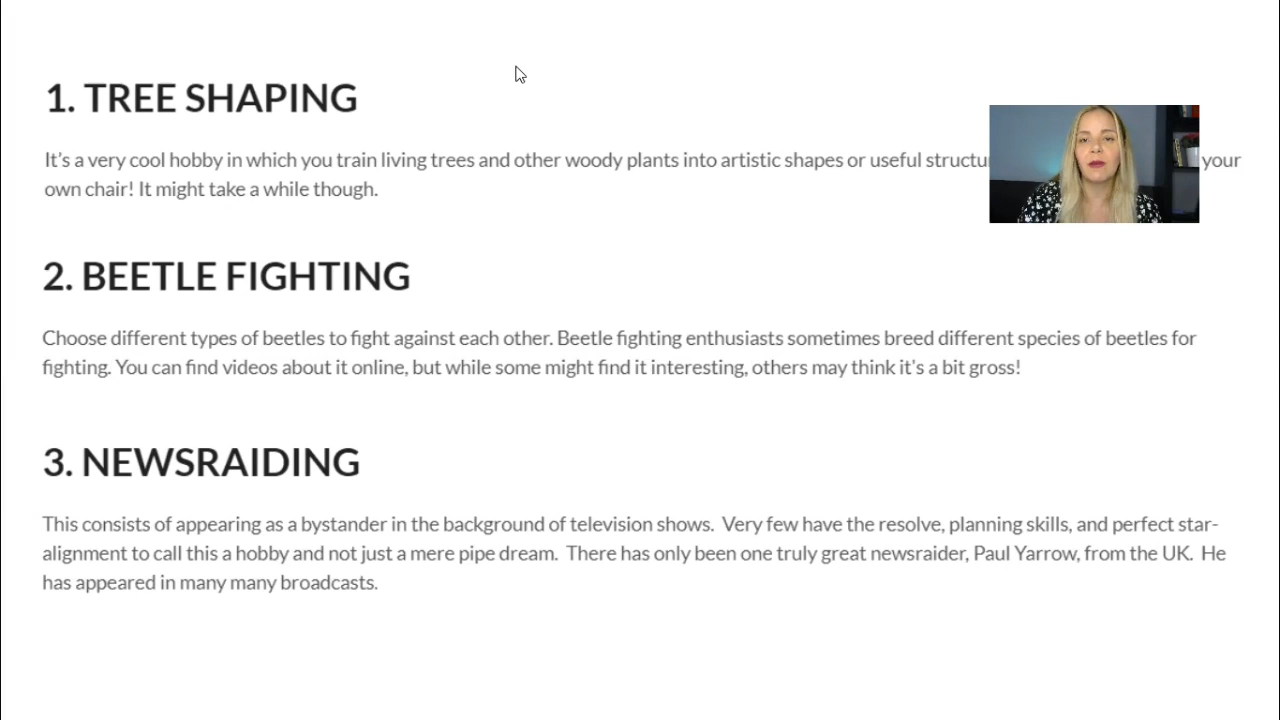 1. TREE SHAPING
It's a very cool hobby in which you train living trees and other woody plants into artistic shapes or useful your
own chair! It might take a while though.
2. BEETLE FIGHTING
Choose different types of beetles to fight against each other. Beetle fighting enthusiasts sometimes breed different species of beetles for
fighting. You can find videos about it online, but while some might find it interesting, others may think it's a bit gross!
3. NEWSRAIDING
This consists of appearing as a bystander in the background of television shows. Very few have the resolve, planning skills, and perfect star-
alignment to call this a hobby and not just a mere pipe dream. There has only been one truly great newsraider, Paul Yarrow, from the UK. He
has appeared in many many broadcasts.